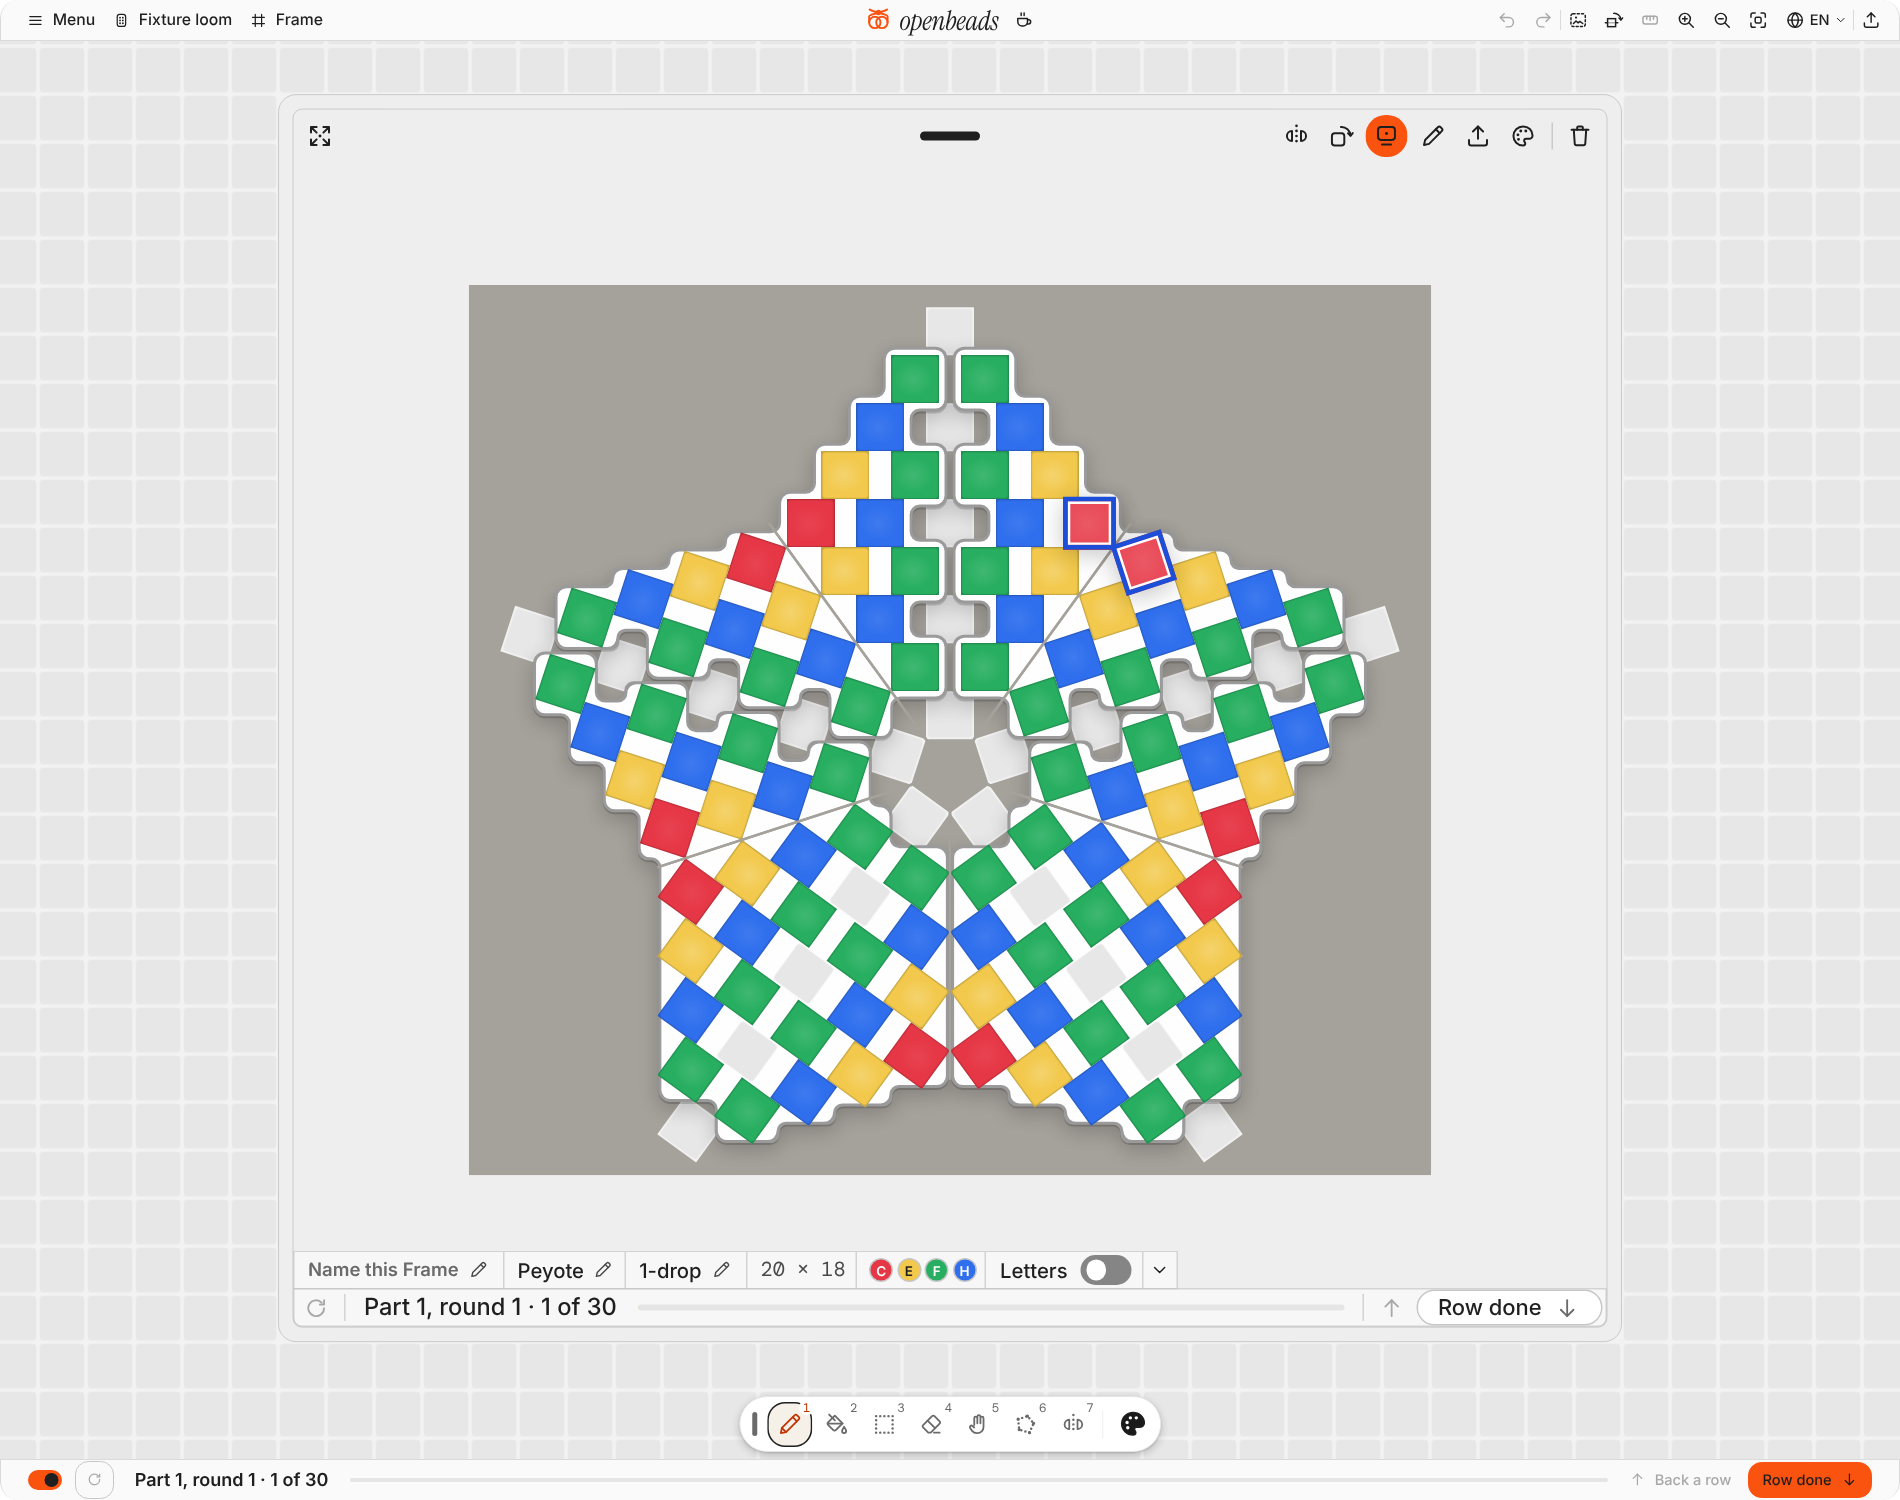 Menu
Fixture loom
Frame
openbeads
EN
Name this Frame
Peyote
1-drop
20 × 18
C E F H
Letters
Part 1, round 1 · 1 of 30
Row done
1 2 3 4 5 6 7
Part 1, round 1 · 1 of 30
Back a row
Row done